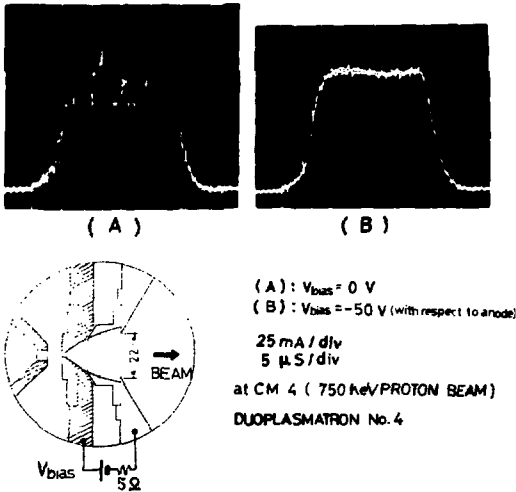 ( A )
( B )
(A) : Vbias = 0 V
(B) : Vbias = -50 V (with respect to anode)
25 mA / div
5 μS / div
at CM 4 ( 750 keV PROTON BEAM )
DUOPLASMATRON No. 4
22
BEAM
Vbias
5Ω